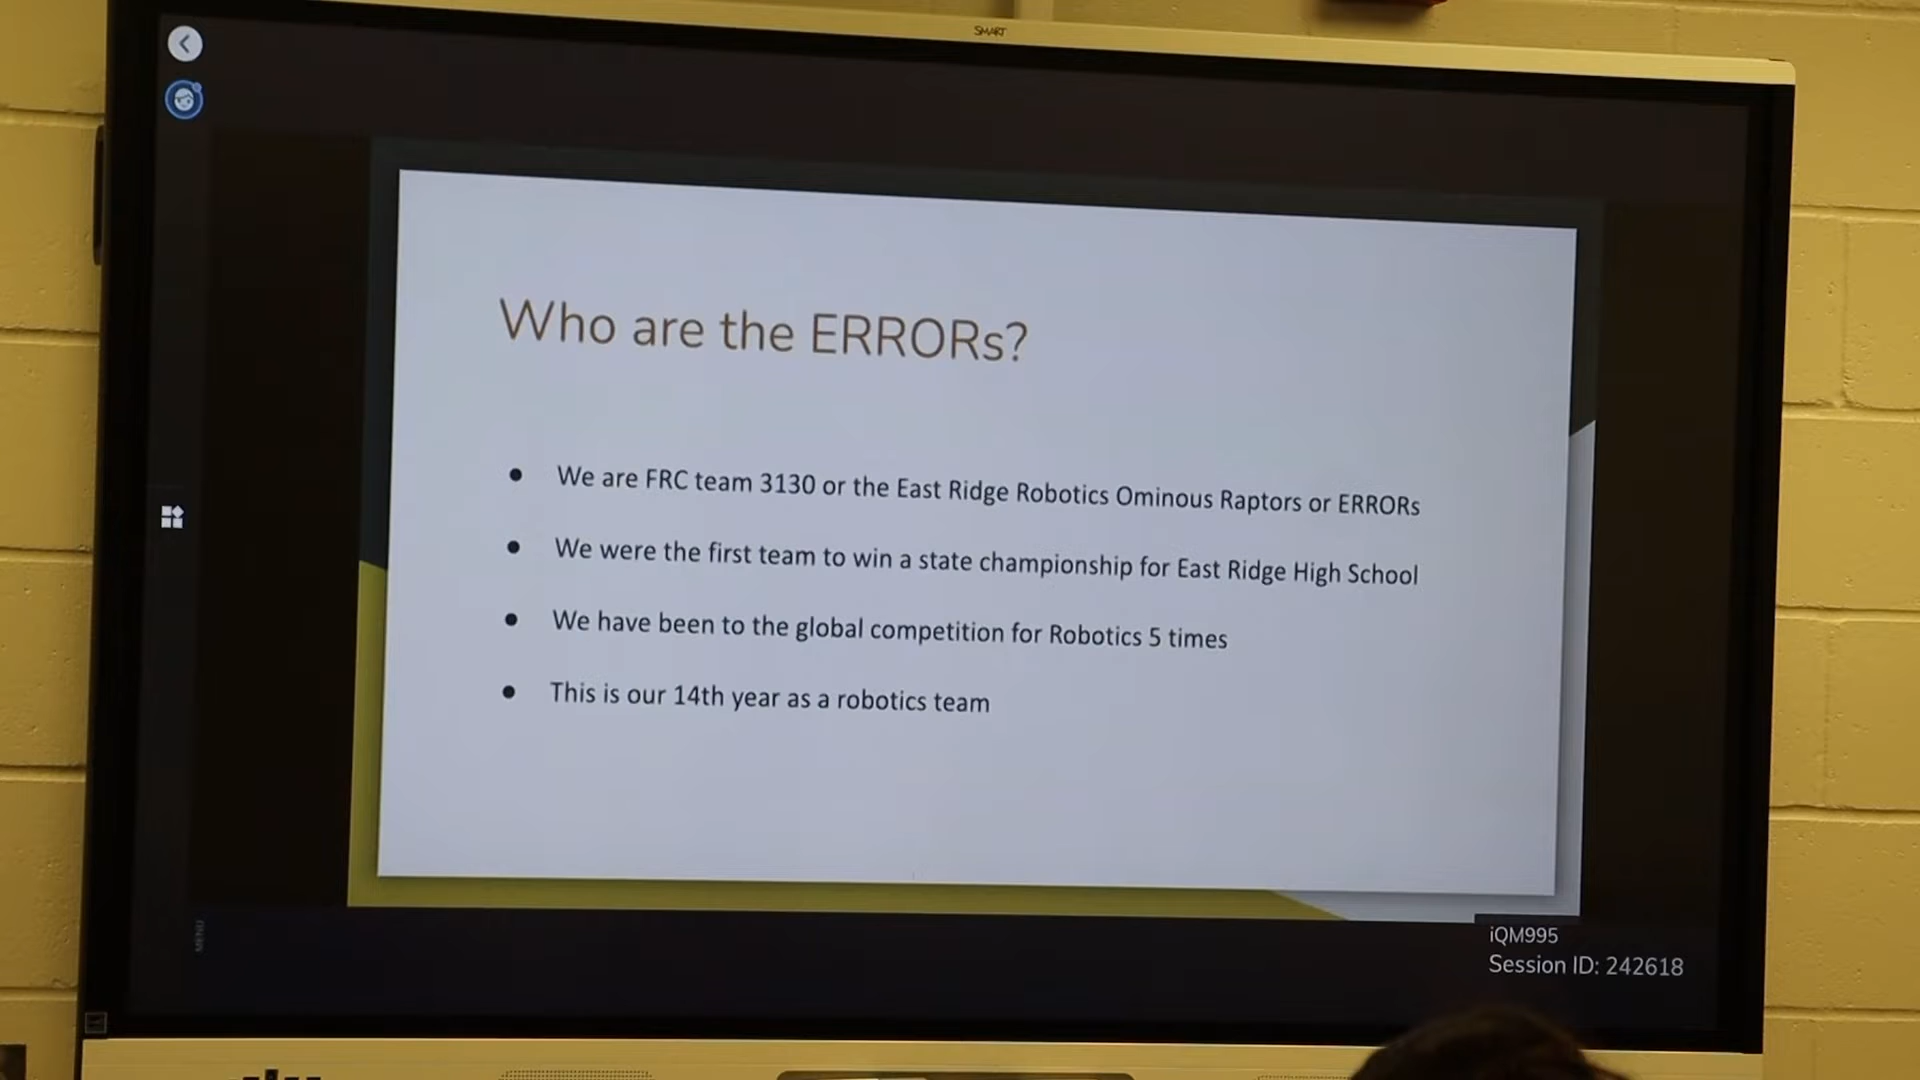 SMART
Who are the ERRORs?
● We are FRC team 3130 or the East Ridge Robotics Ominous Raptors or ERRORs
● We were the first team to win a state championship for East Ridge High School
● We have been to the global competition for Robotics 5 times
● This is our 14th year as a robotics team
MENU
iQM995
Session ID: 242618